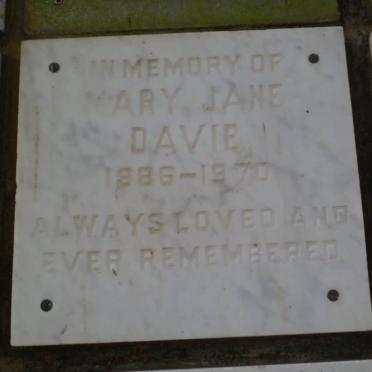 IN MEMORY OF
MARY JANE
DAVIE
1886-1970
ALWAYS LOVED AND
EVER REMEMBERED